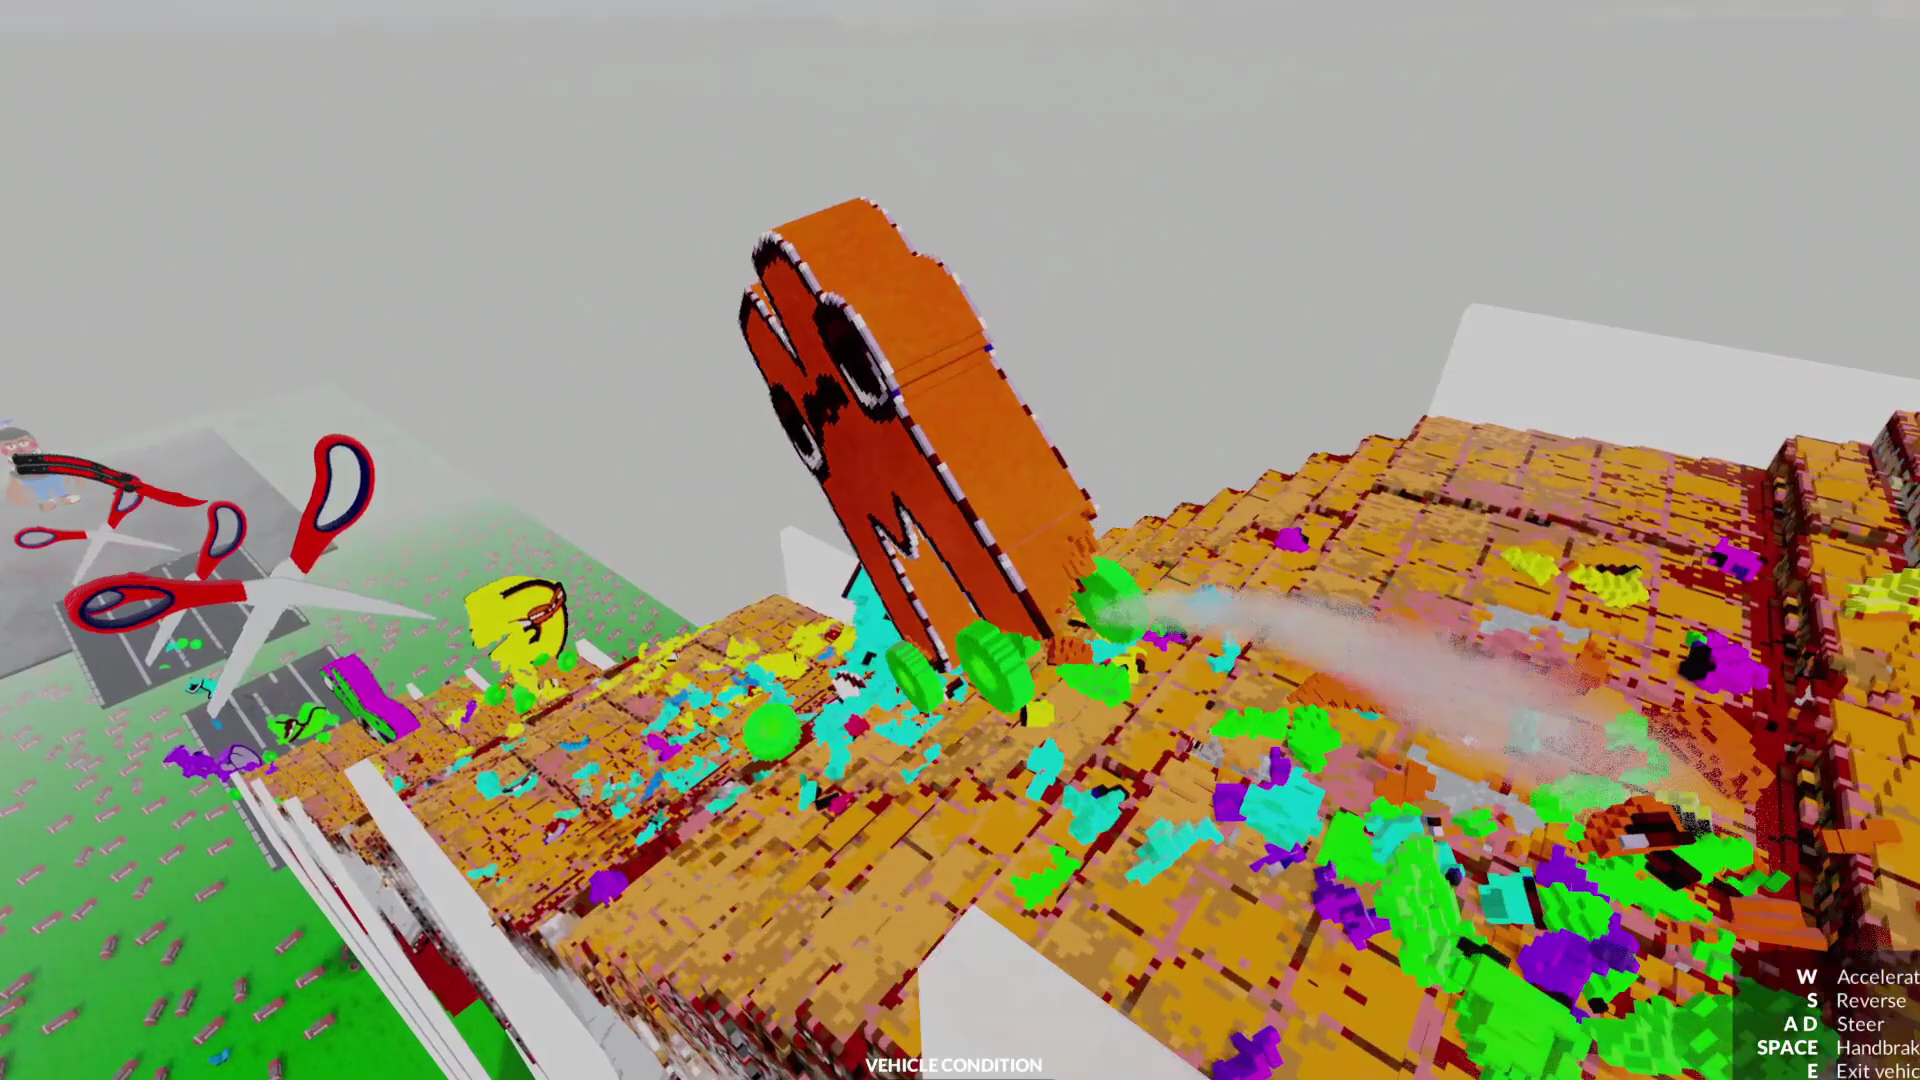 W Accelerat
S Reverse
A D Steer
SPACE Handbrak
E Exit vehic
VEHICLE CONDITION